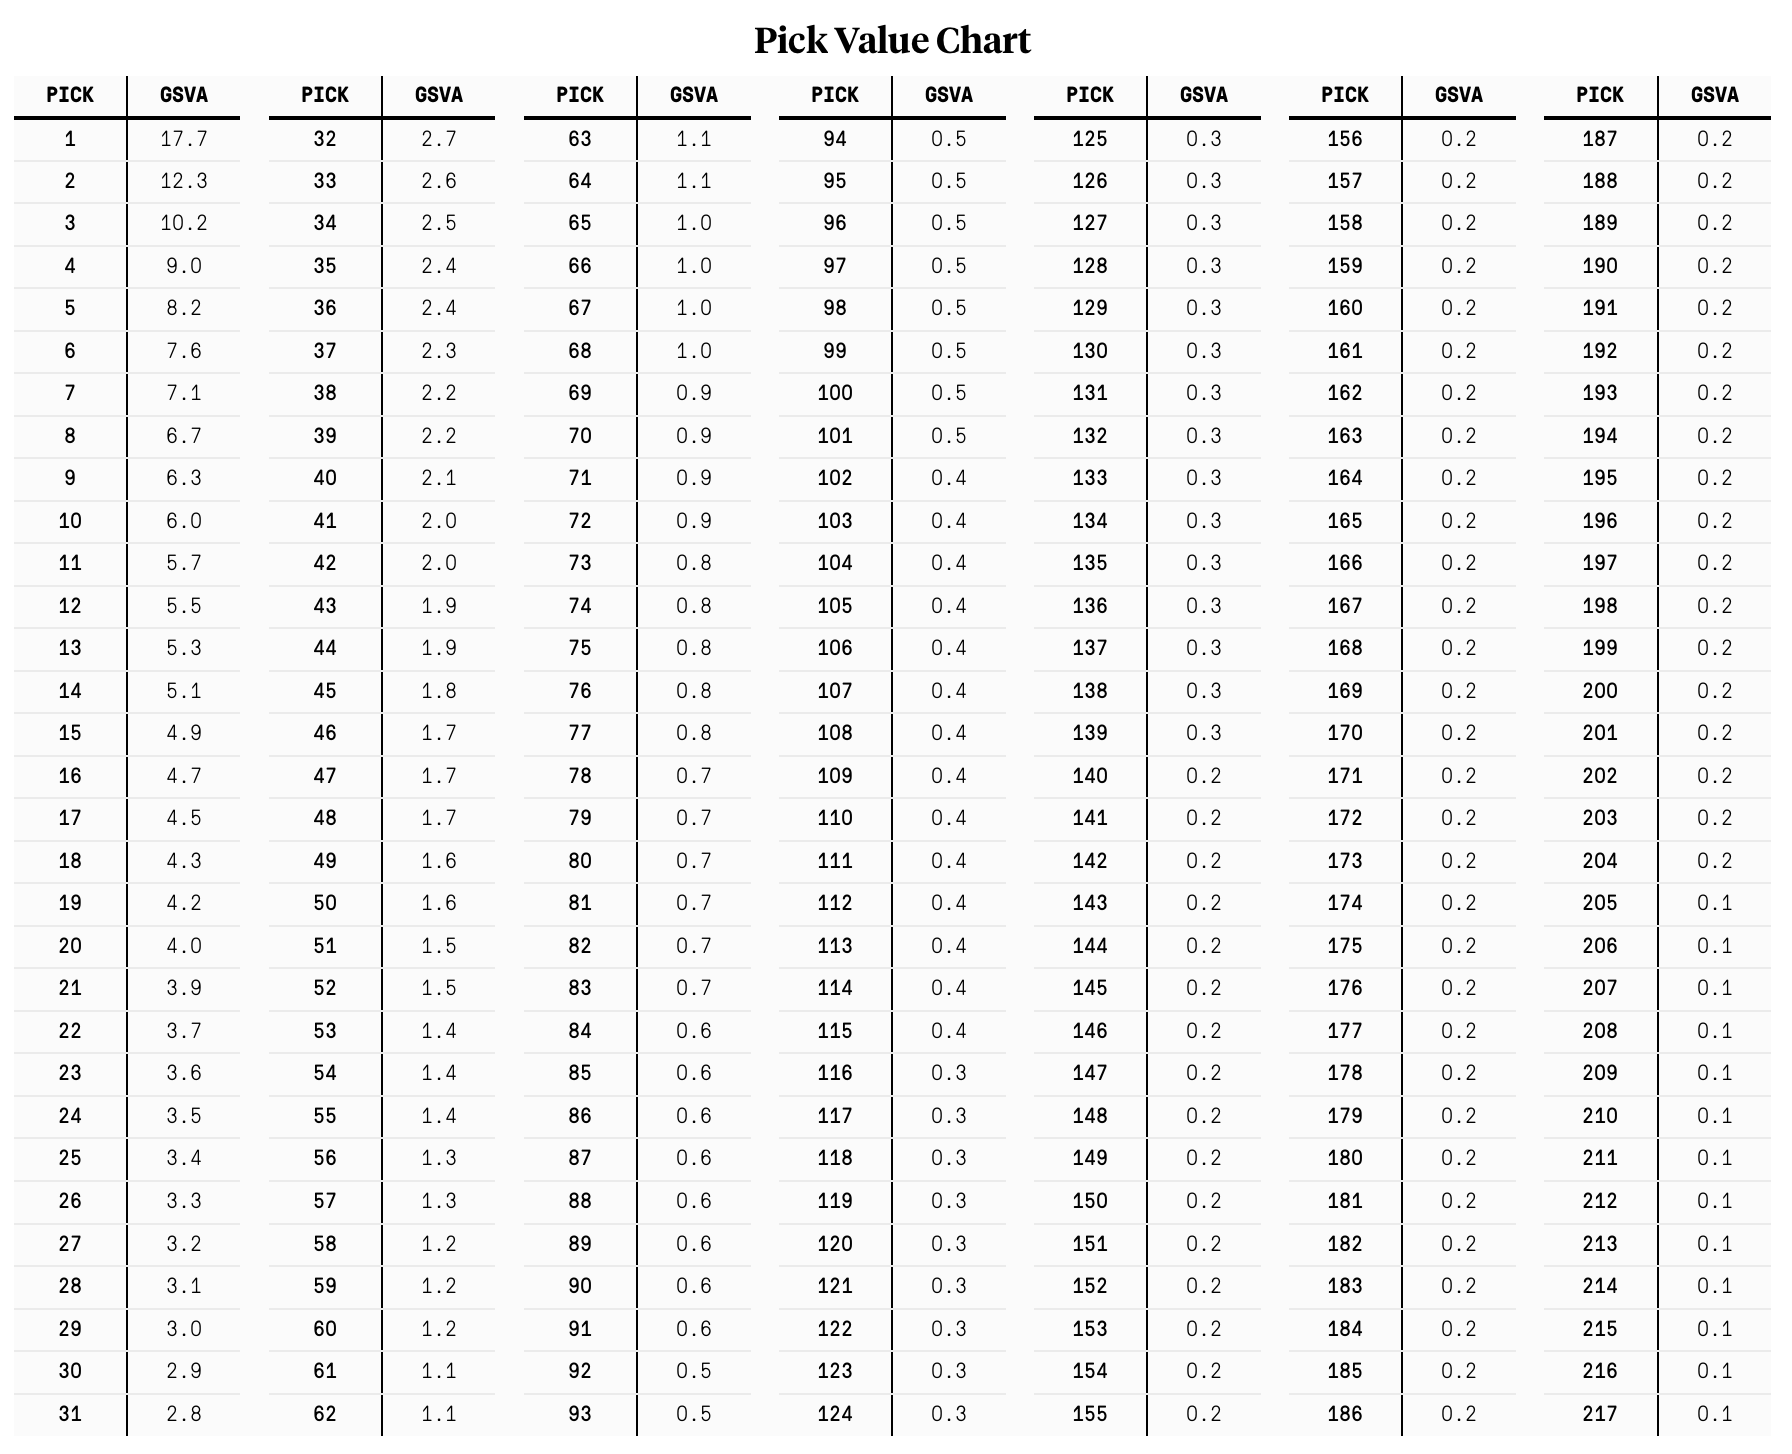 Pick Value Chart
PICK GSVA PICK GSVA PICK GSVA PICK GSVA PICK GSVA PICK GSVA PICK GSVA
1 17.7 32 2.7 63 1.1 94 0.5 125 0.3 156 0.2 187 0.2
2 12.3 33 2.6 64 1.1 95 0.5 126 0.3 157 0.2 188 0.2
3 10.2 34 2.5 65 1.0 96 0.5 127 0.3 158 0.2 189 0.2
4 9.0 35 2.4 66 1.0 97 0.5 128 0.3 159 0.2 190 0.2
5 8.2 36 2.4 67 1.0 98 0.5 129 0.3 160 0.2 191 0.2
6 7.6 37 2.3 68 1.0 99 0.5 130 0.3 161 0.2 192 0.2
7 7.1 38 2.2 69 0.9 100 0.5 131 0.3 162 0.2 193 0.2
8 6.7 39 2.2 70 0.9 101 0.5 132 0.3 163 0.2 194 0.2
9 6.3 40 2.1 71 0.9 102 0.4 133 0.3 164 0.2 195 0.2
10 6.0 41 2.0 72 0.9 103 0.4 134 0.3 165 0.2 196 0.2
11 5.7 42 2.0 73 0.8 104 0.4 135 0.3 166 0.2 197 0.2
12 5.5 43 1.9 74 0.8 105 0.4 136 0.3 167 0.2 198 0.2
13 5.3 44 1.9 75 0.8 106 0.4 137 0.3 168 0.2 199 0.2
14 5.1 45 1.8 76 0.8 107 0.4 138 0.3 169 0.2 200 0.2
15 4.9 46 1.7 77 0.8 108 0.4 139 0.3 170 0.2 201 0.2
16 4.7 47 1.7 78 0.7 109 0.4 140 0.2 171 0.2 202 0.2
17 4.5 48 1.7 79 0.7 110 0.4 141 0.2 172 0.2 203 0.2
18 4.3 49 1.6 80 0.7 111 0.4 142 0.2 173 0.2 204 0.2
19 4.2 50 1.6 81 0.7 112 0.4 143 0.2 174 0.2 205 0.1
20 4.0 51 1.5 82 0.7 113 0.4 144 0.2 175 0.2 206 0.1
21 3.9 52 1.5 83 0.7 114 0.4 145 0.2 176 0.2 207 0.1
22 3.7 53 1.4 84 0.6 115 0.4 146 0.2 177 0.2 208 0.1
23 3.6 54 1.4 85 0.6 116 0.3 147 0.2 178 0.2 209 0.1
24 3.5 55 1.4 86 0.6 117 0.3 148 0.2 179 0.2 210 0.1
25 3.4 56 1.3 87 0.6 118 0.3 149 0.2 180 0.2 211 0.1
26 3.3 57 1.3 88 0.6 119 0.3 150 0.2 181 0.2 212 0.1
27 3.2 58 1.2 89 0.6 120 0.3 151 0.2 182 0.2 213 0.1
28 3.1 59 1.2 90 0.6 121 0.3 152 0.2 183 0.2 214 0.1
29 3.0 60 1.2 91 0.6 122 0.3 153 0.2 184 0.2 215 0.1
30 2.9 61 1.1 92 0.5 123 0.3 154 0.2 185 0.2 216 0.1
31 2.8 62 1.1 93 0.5 124 0.3 155 0.2 186 0.2 217 0.1